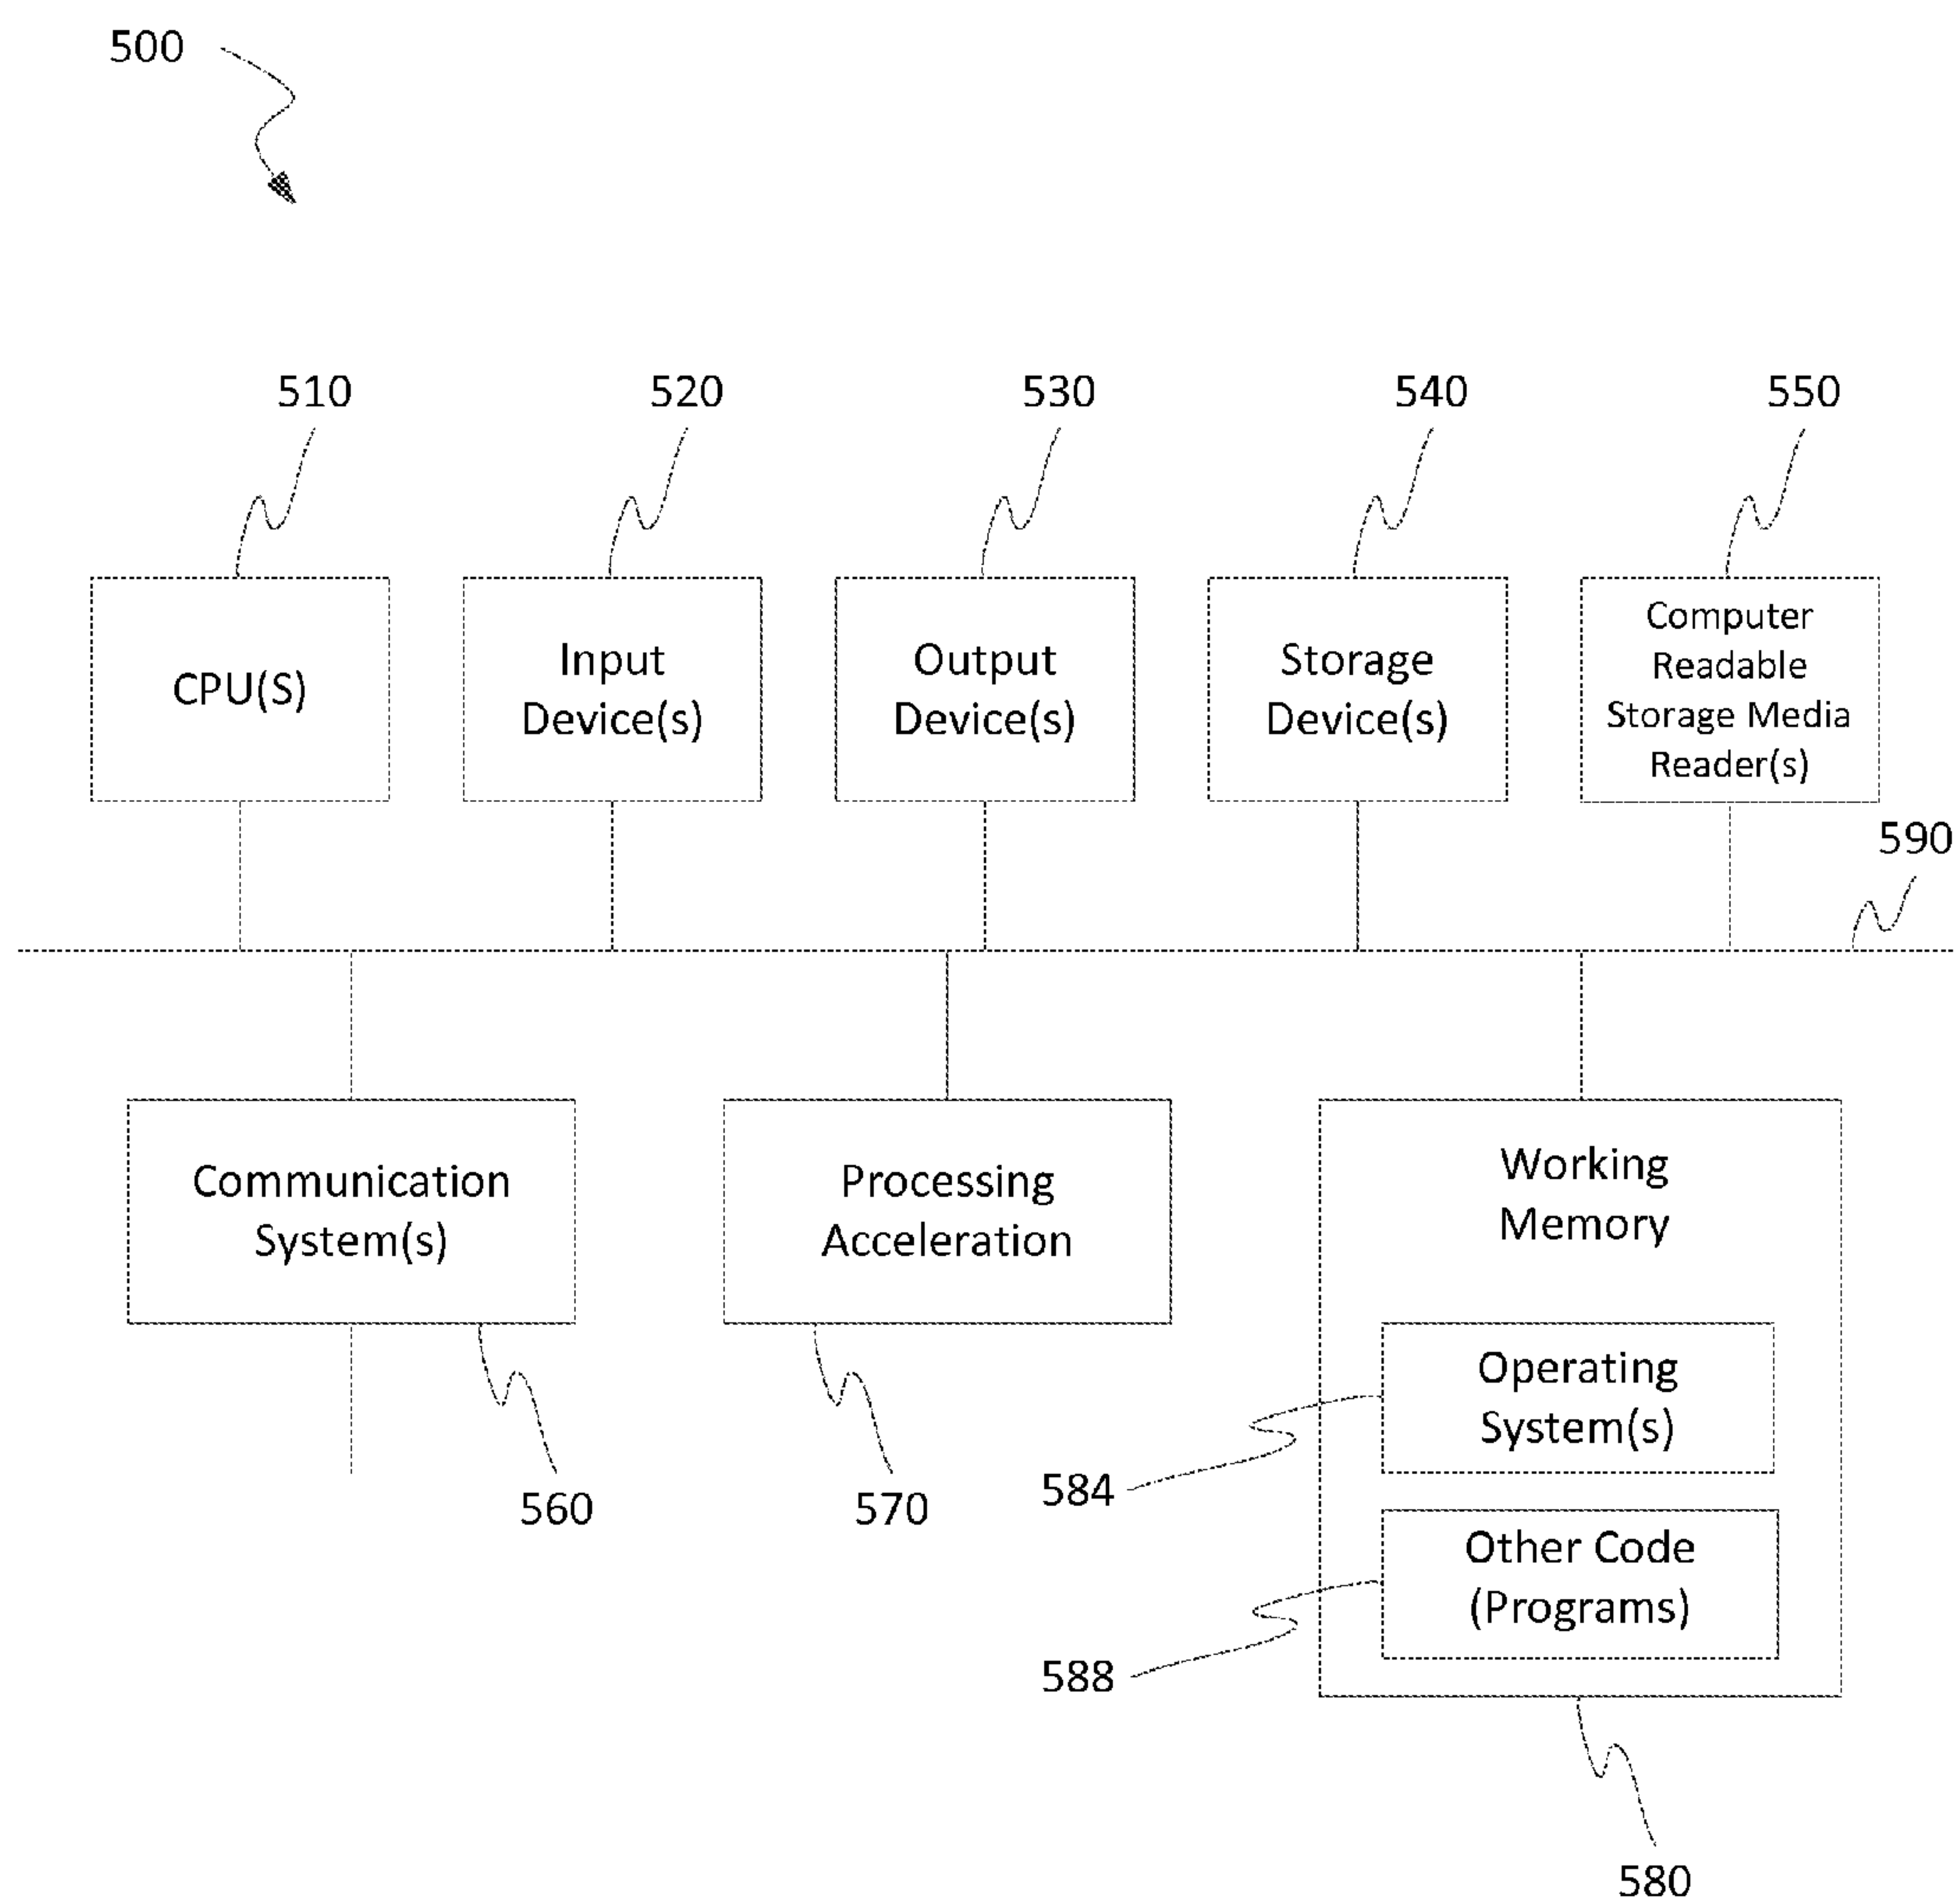 500
510
520
530
540
550
CPU(S)
Input
Device(s)
Output
Device(s)
Storage
Device(s)
Computer
Readable
Storage Media
Reader(s)
590
Communication
System(s)
Processing
Acceleration
Working
Memory
Operating
System(s)
584
560
570
Other Code
(Programs)
588
580